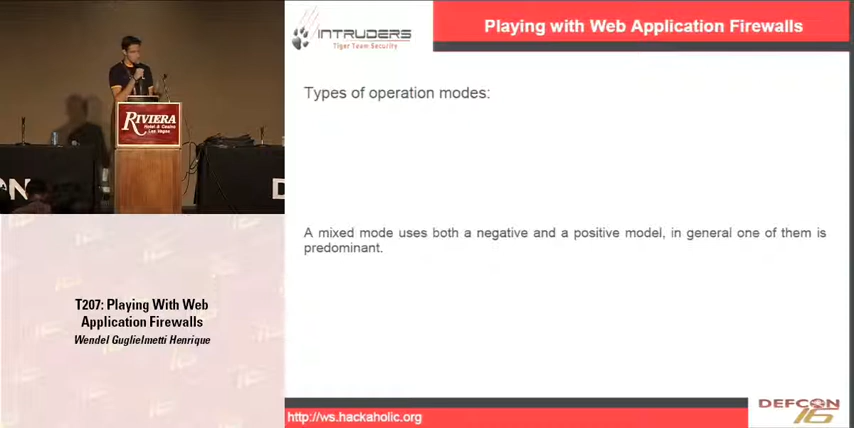 INTRUDERS
Tiger Team Security
Playing with Web Application Firewalls
Types of operation modes:
RIVIERA
Hotel & Casino
Las Vegas
A mixed mode uses both a negative and a positive model, in general one of them is
predominant.
T207: Playing With Web
Application Firewalls
Wendel Guglielmetti Henrique
http://ws.hackaholic.org
DEFCON
16